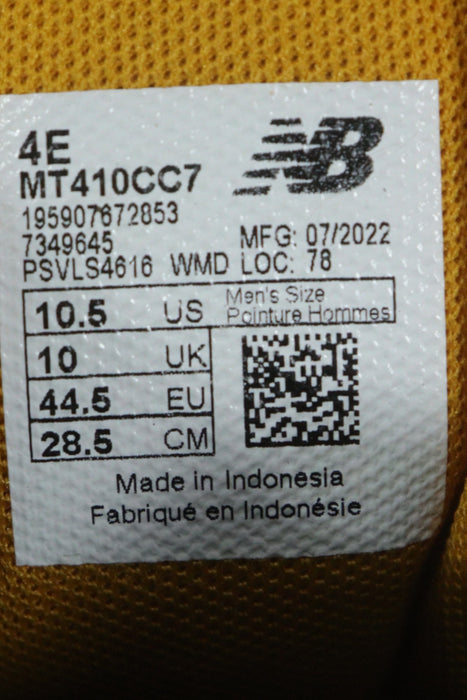 4E
NB
MT410CC7
195907672853
7349645 MFG: 07/2022
PSVLS4616 WMD LOC: 78
10.5 US Men's Size
Pointure Hommes
10 UK
44.5 EU
28.5 CM
Made in Indonesia
Fabriqué en Indonésie